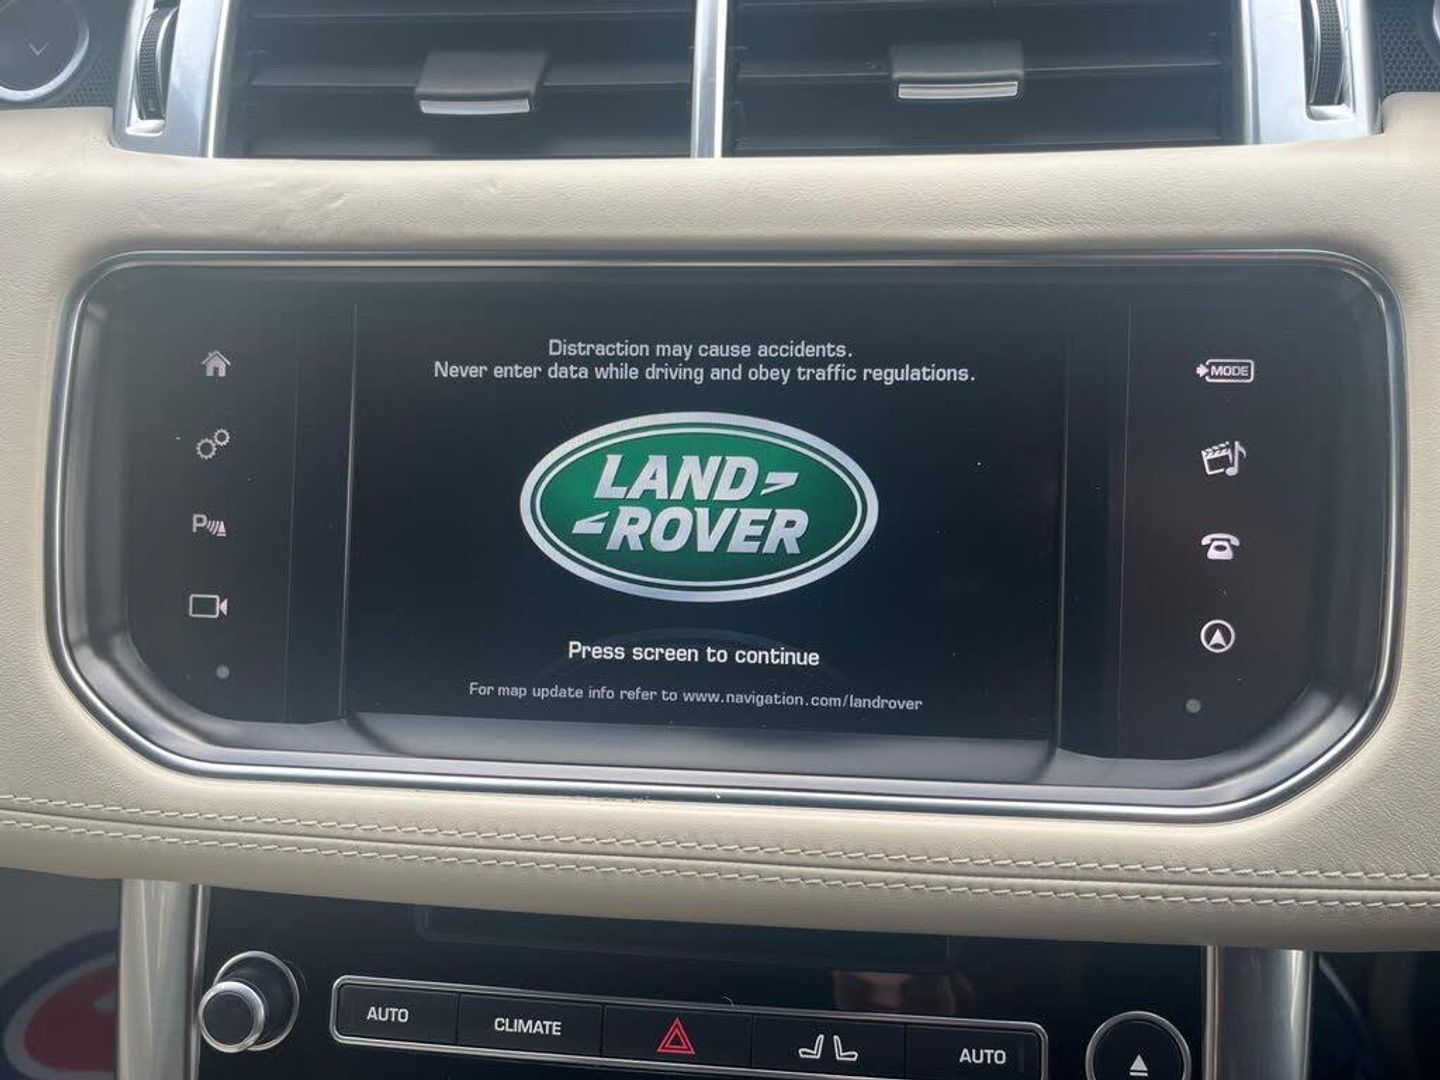 Distraction may cause accidents.
Never enter data while driving and obey traffic regulations.
MODE
LAND
ROVER
P
Press screen to continue
For map update info refer to www.navigation.com/landrover
AUTO
CLIMATE
AUTO